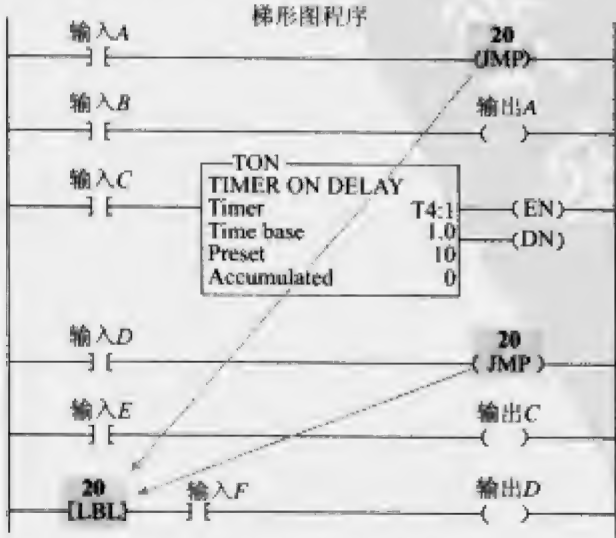 梯形图程序
输入A
20
(JMP)
输入B
输出A
输入C
TON
TIMER ON DELAY
Timer T4:1
Time base 1.0
Preset 10
Accumulated 0
(EN)
(DN)
输入D
20
(JMP)
输入E
输出C
20
[LBL]
输入F
输出D